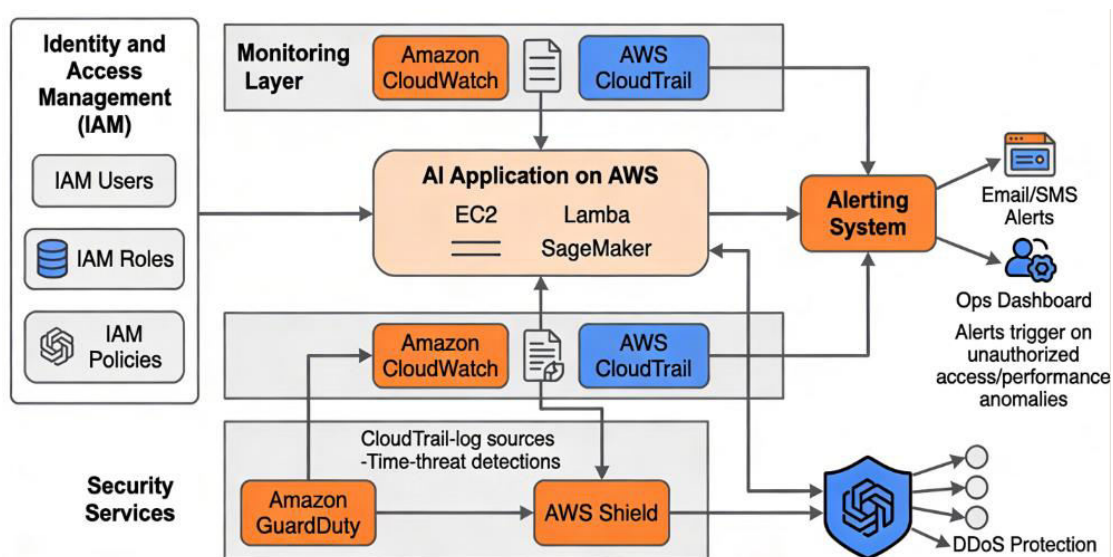 Identity and
Access
Management
(IAM)
IAM Users
IAM Roles
IAM
Policies
Monitoring
Layer
Amazon
CloudWatch
AWS
CloudTrail
AI Application on AWS
EC2
Lamba
SageMaker
Alerting
System
Email/SMS
Alerts
Ops Dashboard
Alerts trigger on
unauthorized
access/performance
anomalies
Amazon
CloudWatch
AWS
CloudTrail
Security
Services
CloudTrail-log sources
-Time-threat detections
Amazon
GuardDuty
AWS Shield
DDoS Protection